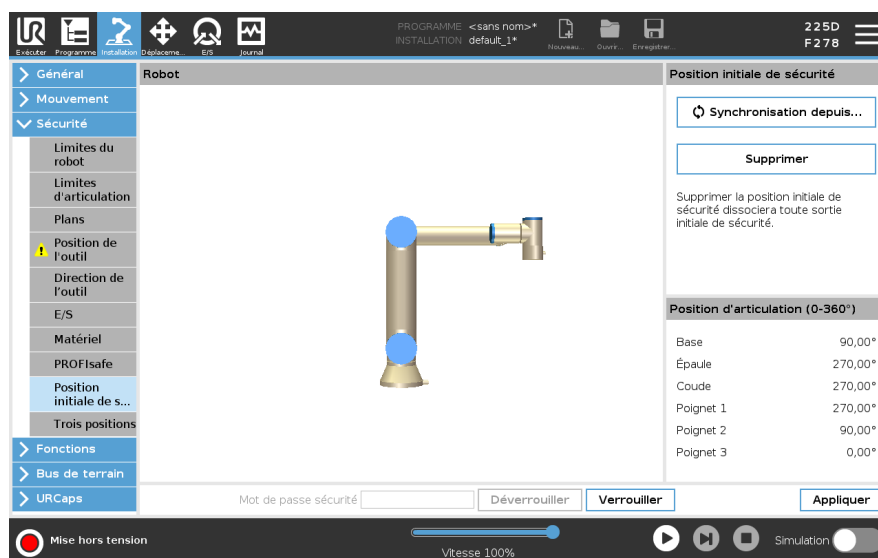 PROGRAMME <sans nom>*
INSTALLATION default_1*
225D
F278
UR
Exécuter
Programme
Installation
Déplaceme...
E/S
Journal
Nouveau...
Ouvrir...
Enregistrer...
Général
Mouvement
Sécurité
Limites du
robot
Limites
d'articulation
Plans
Position de
l'outil
Direction de
l'outil
E/S
Matériel
PROFIsafe
Position
initiale de s...
Trois positions
Fonctions
Bus de terrain
URCaps
Robot
Position initiale de sécurité
Synchronisation depuis...
Supprimer
Supprimer la position initiale de
sécurité dissociera toute sortie
initiale de sécurité.
Position d'articulation (0-360°)
Base 90,00°
Épaule 270,00°
Coude 270,00°
Poignet 1 270,00°
Poignet 2 90,00°
Poignet 3 0,00°
Mot de passe sécurité
Déverrouiller
Verrouiller
Appliquer
Mise hors tension
Vitesse 100%
Simulation